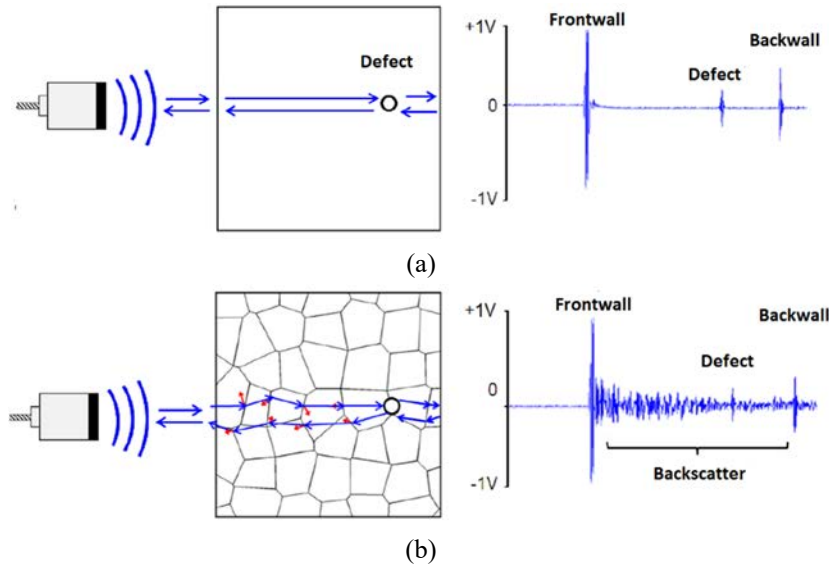 Frontwall
+1V
Backwall
Defect
Defect
0
-1V
(a)
+1V
Frontwall
Backwall
Defect
0
Backscatter
-1V
(b)